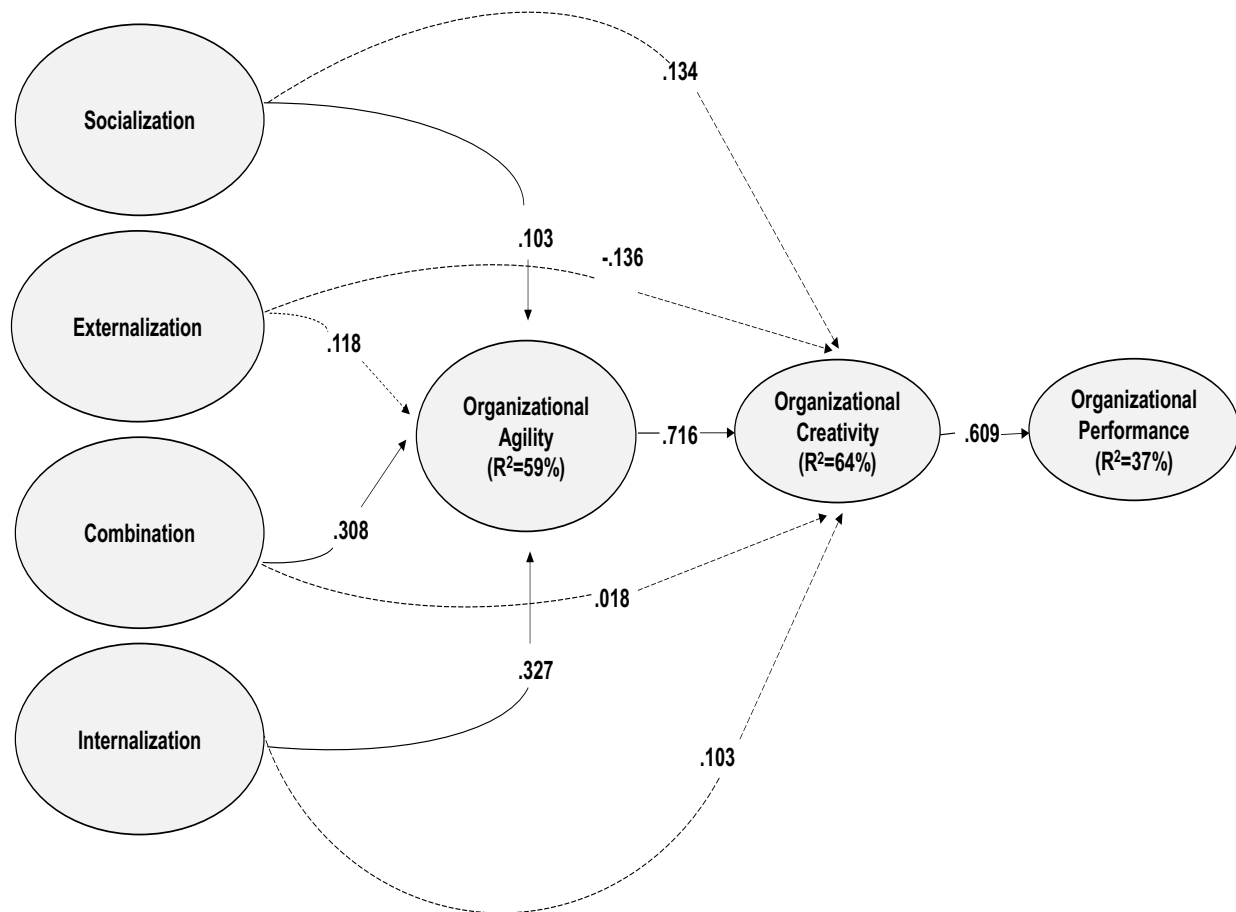 .134
Socialization
.103
-.136
Externalization
.118
Organizational
Agility
(R²=59%)
.716
Organizational
Creativity
(R²=64%)
.609
Organizational
Performance
(R²=37%)
Combination
.308
.018
.327
Internalization
.103